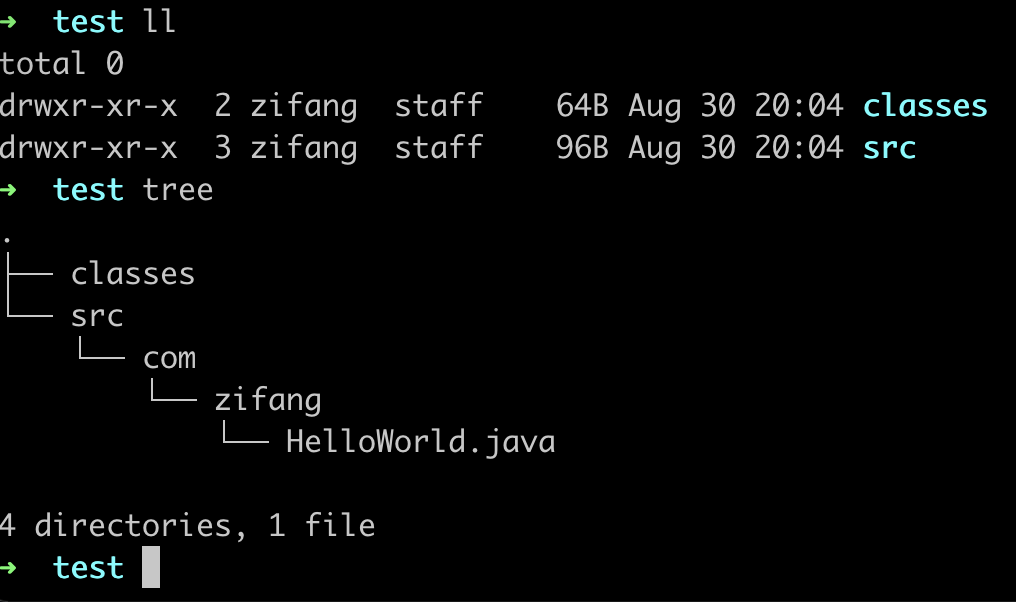 ➜  test ll
total 0
drwxr-xr-x  2 zifang  staff    64B Aug 30 20:04 classes
drwxr-xr-x  3 zifang  staff    96B Aug 30 20:04 src
➜  test tree
.
├── classes
└── src
    └── com
        └── zifang
            └── HelloWorld.java

4 directories, 1 file
➜  test